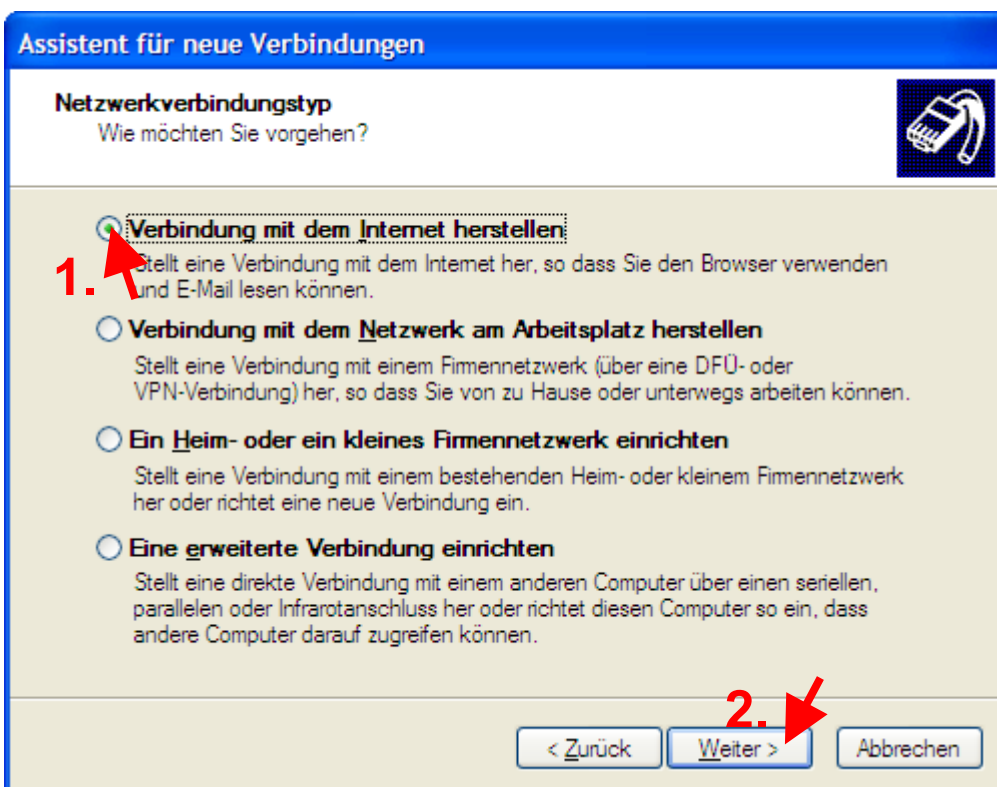 Assistent für neue Verbindungen
Netzwerkverbindungstyp
Wie möchten Sie vorgehen?
Verbindung mit dem Internet herstellen
1.
Stellt eine Verbindung mit dem Internet her, so dass Sie den Browser verwenden
und E-Mail lesen können.
Verbindung mit dem Netzwerk am Arbeitsplatz herstellen
Stellt eine Verbindung mit einem Firmennetzwerk (über eine DFÜ- oder
VPN-Verbindung) her, so dass Sie von zu Hause oder unterwegs arbeiten können.
Ein Heim- oder ein kleines Firmennetzwerk einrichten
Stellt eine Verbindung mit einem bestehenden Heim- oder kleinem Firmennetzwerk
her oder richtet eine neue Verbindung ein.
Eine erweiterte Verbindung einrichten
Stellt eine direkte Verbindung mit einem anderen Computer über einen seriellen,
parallelen oder Infrarotanschluss her oder richtet diesen Computer so ein, dass
andere Computer darauf zugreifen können.
2.
< Zurück Weiter > Abbrechen